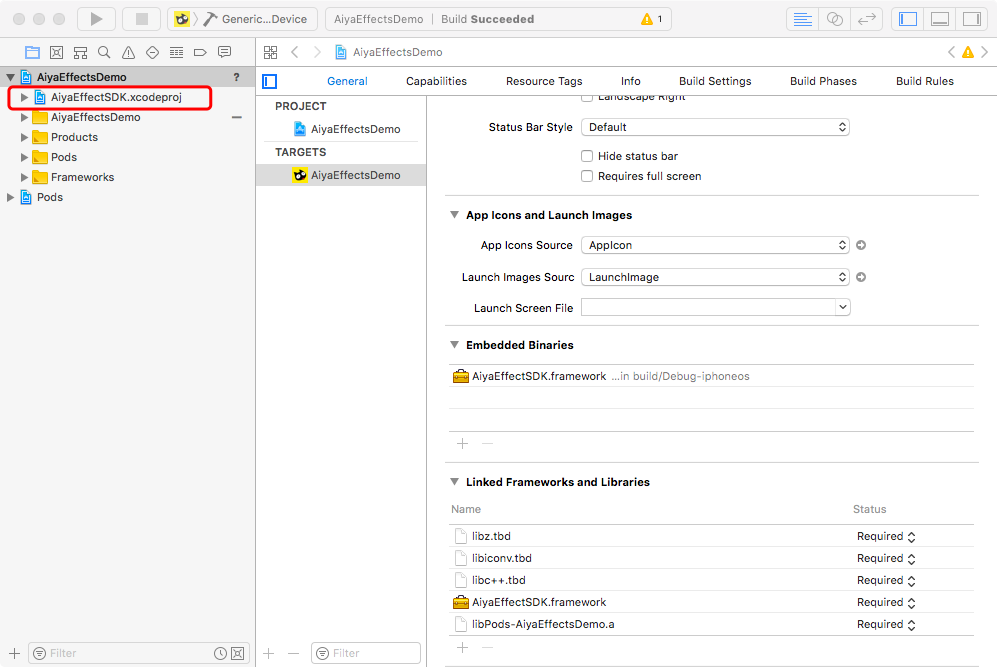 Generic...Device
AiyaEffectsDemo | Build Succeeded
1
AiyaEffectsDemo
AiyaEffectsDemo ?
AiyaEffectSDK.xcodeproj
AiyaEffectsDemo
Products
Pods
Frameworks
Pods
Filter
General Capabilities Resource Tags Info Build Settings Build Phases Build Rules
PROJECT
AiyaEffectsDemo
TARGETS
AiyaEffectsDemo
Filter
Landscape Right
Status Bar Style Default
Hide status bar
Requires full screen
App Icons and Launch Images
App Icons Source AppIcon
Launch Images Sourc LaunchImage
Launch Screen File
Embedded Binaries
AiyaEffectSDK.framework ...in build/Debug-iphoneos
Linked Frameworks and Libraries
Name Status
libz.tbd Required
libiconv.tbd Required
libc++.tbd Required
AiyaEffectSDK.framework Required
libPods-AiyaEffectsDemo.a Required